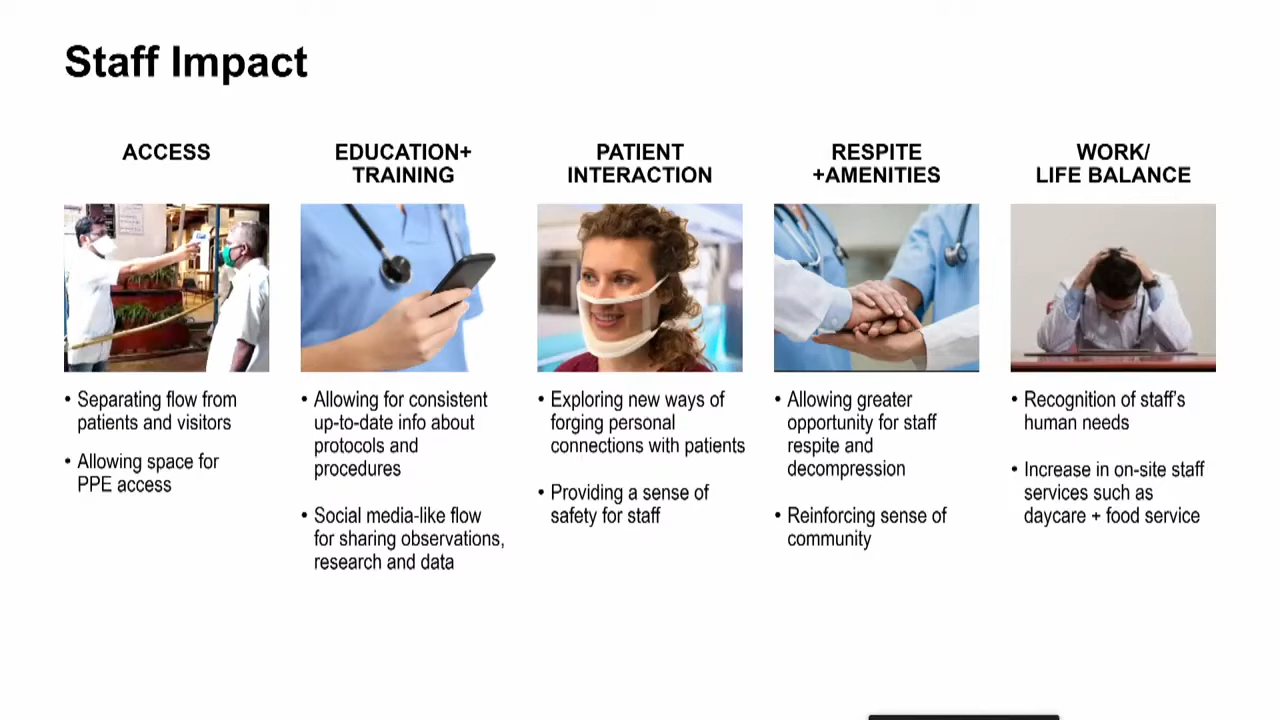 Staff Impact
ACCESS
• Separating flow from
patients and visitors
• Allowing space for
PPE access
EDUCATION+
TRAINING
• Allowing for consistent
up-to-date info about
protocols and
procedures
• Social media-like flow
for sharing observations,
research and data
PATIENT
INTERACTION
• Exploring new ways of
forging personal
connections with patients
• Providing a sense of
safety for staff
RESPITE
+AMENITIES
• Allowing greater
opportunity for staff
respite and
decompression
• Reinforcing sense of
community
WORK/
LIFE BALANCE
• Recognition of staff's
human needs
• Increase in on-site staff
services such as
daycare + food service